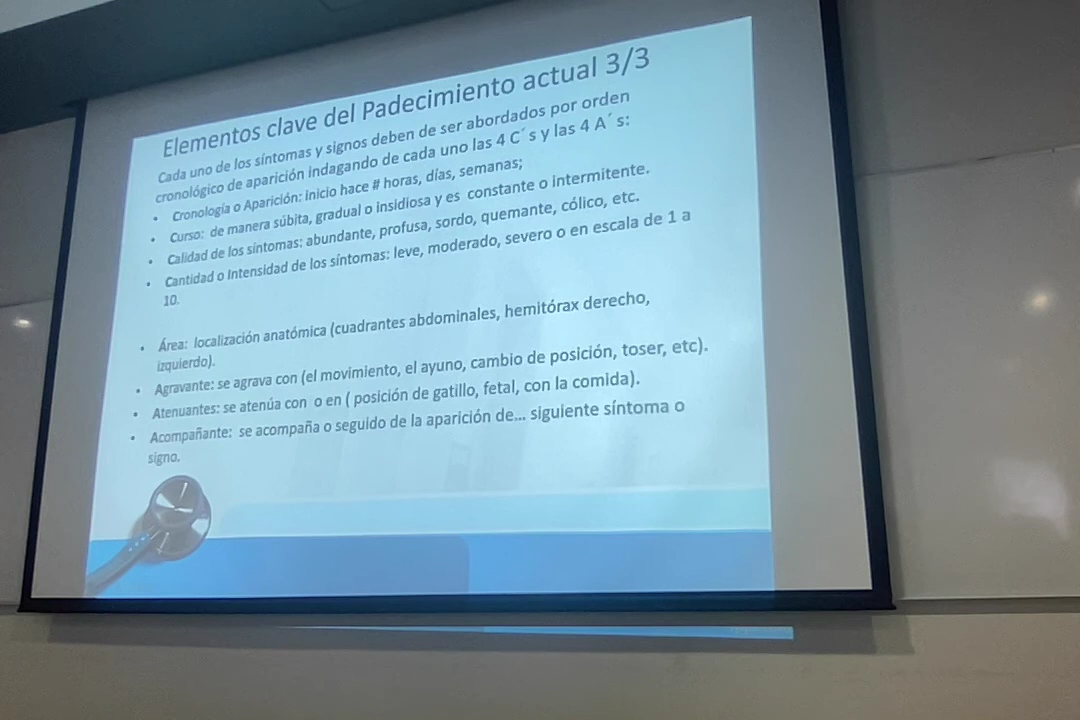 Elementos clave del Padecimiento actual 3/3
Cada uno de los síntomas y signos deben de ser abordados por orden
cronológico de aparición indagando de cada uno las 4 C´s y las 4 A´s:
• Cronología o Aparición: inicio hace # horas, días, semanas;
• Curso: de manera súbita, gradual o insidiosa y es constante o intermitente.
• Calidad de los síntomas: abundante, profusa, sordo, quemante, cólico, etc.
• Cantidad o Intensidad de los síntomas: leve, moderado, severo o en escala de 1 a
10.
• Área: localización anatómica (cuadrantes abdominales, hemitórax derecho,
izquierdo).
• Agravante: se agrava con (el movimiento, el ayuno, cambio de posición, toser, etc).
• Atenuantes: se atenúa con o en ( posición de gatillo, fetal, con la comida).
• Acompañante: se acompaña o seguido de la aparición de... siguiente síntoma o
signo.